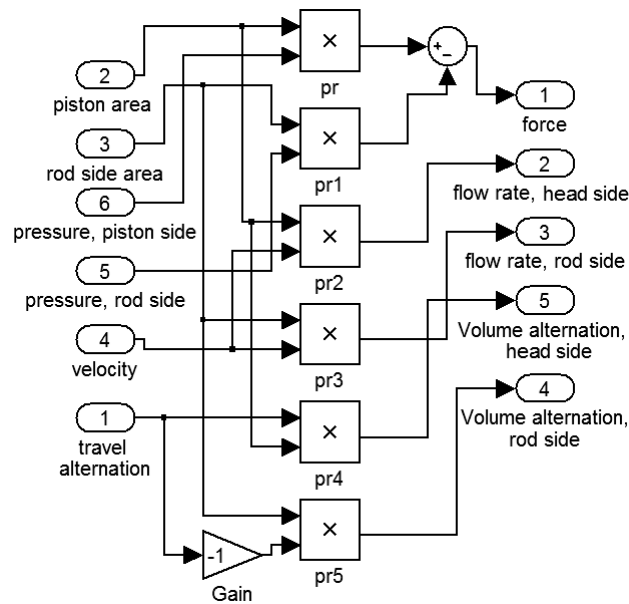 2
piston area
3
rod side area
6
pressure, piston side
5
pressure, rod side
4
velocity
1
travel
alternation
×
pr
×
pr1
×
pr2
×
pr3
×
pr4
×
pr5
-1
Gain
+
−
1
force
2
flow rate, head side
3
flow rate, rod side
5
Volume alternation,
head side
4
Volume alternation,
rod side